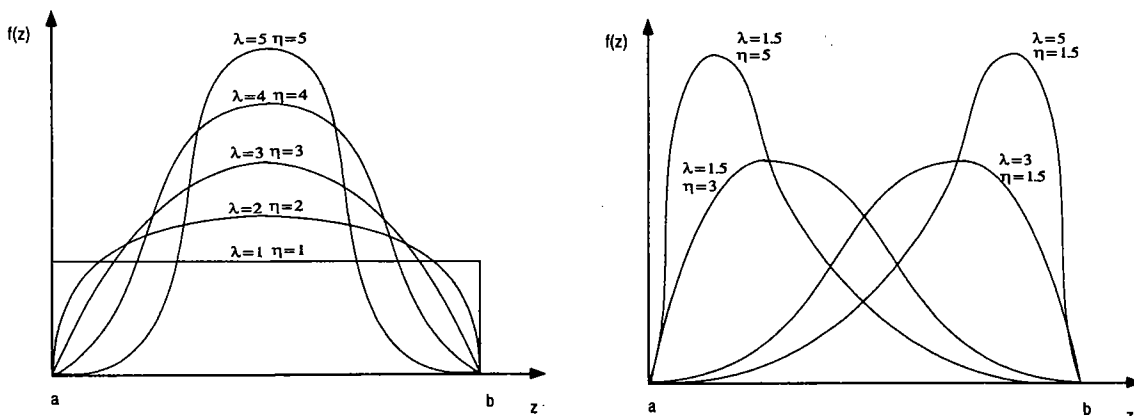 f(z)
λ=5 η=5
λ=4 η=4
λ=3 η=3
λ=2 η=2
λ=1 η=1
a
b
z
f(z)
λ=1.5
η=5
λ=5
η=1.5
λ=1.5
η=3
λ=3
η=1.5
a
b
z